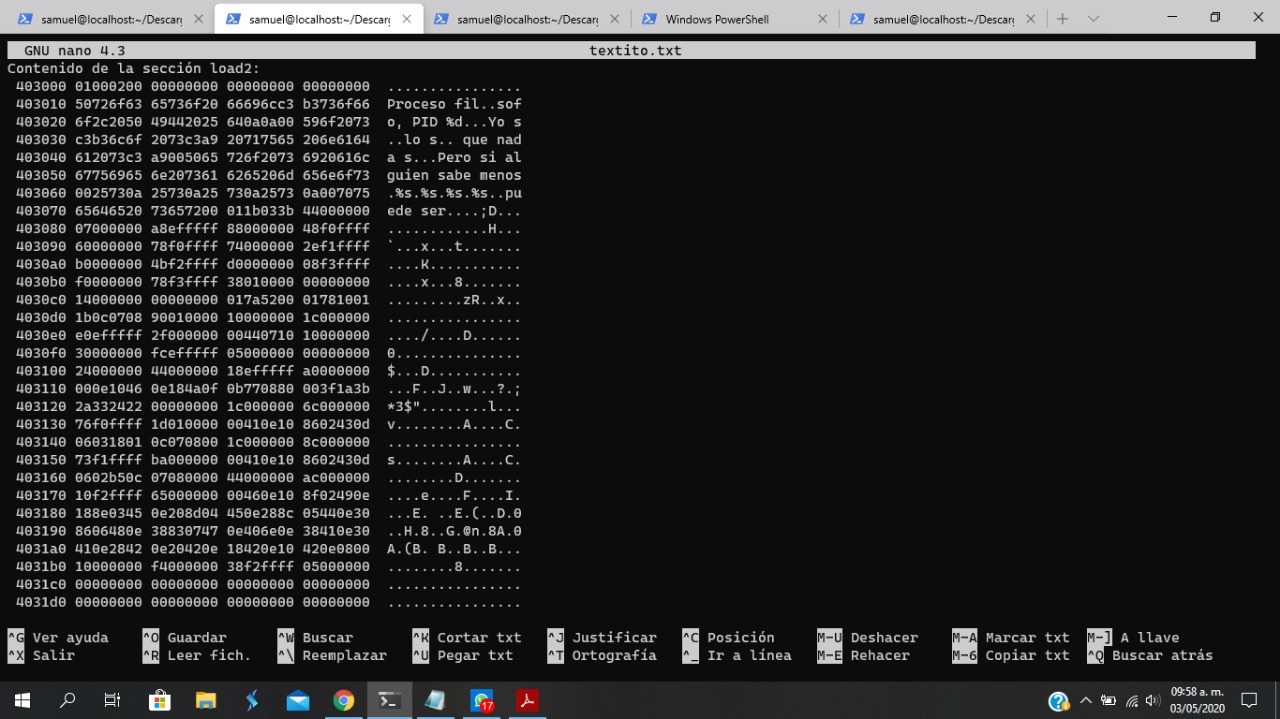 samuel@localhost:~/Descarg
samuel@localhost:~/Descarg
samuel@localhost:~/Descarg
Windows PowerShell
samuel@localhost:~/Descarg
GNU nano 4.3 textito.txt
Contenido de la sección load2:
403000 01000200 00000000 00000000 00000000 ................
403010 50726f63 65736f20 66696cc3 b3736f66 Proceso fil..sof
403020 6f2c2050 49442025 640a0a00 596f2073 o, PID %d...Yo s
403030 c3b36c6f 2073c3a9 20717565 206e6164 ..lo s.. que nad
403040 612073c3 a9005065 726f2073 6920616c a s...Pero si al
403050 67756965 6e207361 6265206d 656e6f73 guien sabe menos
403060 0025730a 25730a25 730a2573 0a007075 .%s.%s.%s.%s..pu
403070 65646520 73657200 011b033b 44000000 ede ser....;D...
403080 07000000 a8efffff 88000000 48f0ffff ............H...
403090 60000000 78f0ffff 74000000 2ef1ffff `...x...t.......
4030a0 b0000000 4bf2ffff d0000000 08f3ffff ....K...........
4030b0 f0000000 78f3ffff 38010000 00000000 ....x...8.......
4030c0 14000000 00000000 017a5200 01781001 .........zR..x..
4030d0 1b0c0708 90010000 10000000 1c000000 ................
4030e0 e0efffff 2f000000 00440710 10000000 ..../....D......
4030f0 30000000 fcefffff 05000000 00000000 0...............
403100 24000000 44000000 18efffff a0000000 $...D...........
403110 000e1046 0e184a0f 0b770880 003f1a3b ...F..J..w...?.;
403120 2a332422 00000000 1c000000 6c000000 *3$"........l...
403130 76f0ffff 1d010000 00410e10 8602430d v........A....C.
403140 06031801 0c070800 1c000000 8c000000 ................
403150 73f1ffff ba000000 00410e10 8602430d s........A....C.
403160 0602b50c 07080000 44000000 ac000000 ........D.......
403170 10f2ffff 65000000 00460e10 8f02490e ....e....F....I.
403180 188e0345 0e208d04 450e288c 05440e30 ...E. ..E.(..D.0
403190 8606480e 38830747 0e406e0e 38410e30 ..H.8..G.@n.8A.0
4031a0 410e2842 0e20420e 18420e10 420e0800 A.(B. B..B..B...
4031b0 10000000 f4000000 38f2ffff 05000000 ........8.......
4031c0 00000000 00000000 00000000 00000000 ................
4031d0 00000000 00000000 00000000 00000000 ................
^G Ver ayuda ^O Guardar ^W Buscar ^K Cortar txt ^J Justificar ^C Posición M-U Deshacer M-A Marcar txt M-] A llave
^X Salir ^R Leer fich. ^\ Reemplazar ^U Pegar txt ^T Ortografía ^_ Ir a línea M-E Rehacer M-6 Copiar txt ^Q Buscar atrás
17
09:58 a. m.
03/05/2020